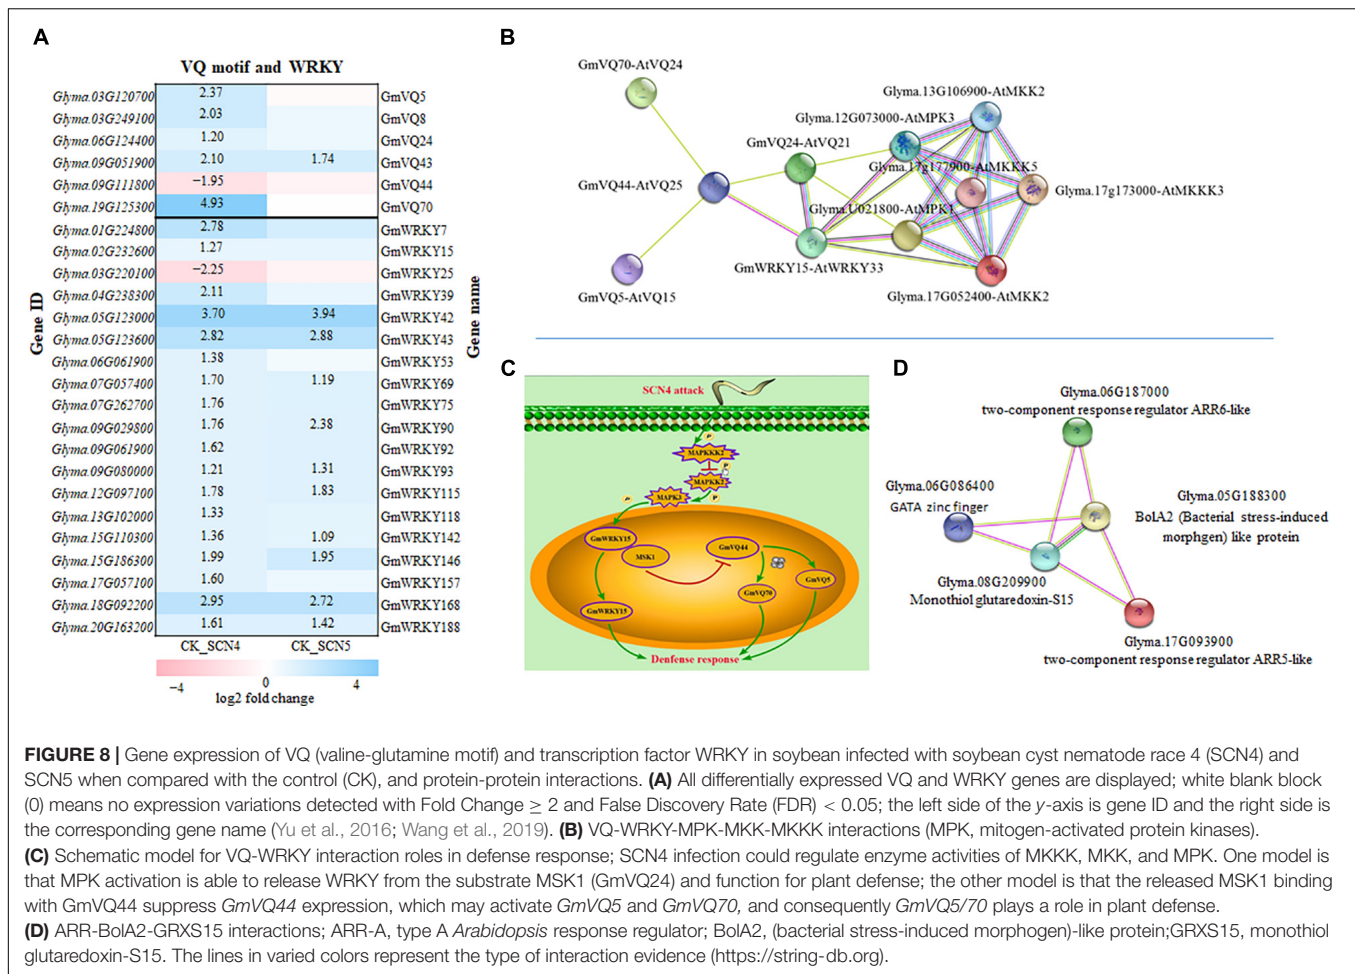 A
VQ motif and WRKY
Gene ID
Gene name
Glyma.03G120700 2.37 GmVQ5
Glyma.03G249100 2.03 GmVQ8
Glyma.06G124400 1.20 GmVQ24
Glyma.09G051900 2.10 1.74 GmVQ43
Glyma.09G111800 −1.95 GmVQ44
Glyma.19G125300 4.93 GmVQ70
Glyma.01G224800 2.78 GmWRKY7
Glyma.02G232600 1.27 GmWRKY15
Glyma.03G220100 −2.25 GmWRKY25
Glyma.04G238300 2.11 GmWRKY39
Glyma.05G123000 3.70 3.94 GmWRKY42
Glyma.05G123600 2.82 2.88 GmWRKY43
Glyma.06G061900 1.38 GmWRKY53
Glyma.07G057400 1.70 1.19 GmWRKY69
Glyma.07G262700 1.76 GmWRKY75
Glyma.09G029800 1.76 2.38 GmWRKY90
Glyma.09G061900 1.62 GmWRKY92
Glyma.09G080000 1.21 1.31 GmWRKY93
Glyma.12G097100 1.78 1.83 GmWRKY115
Glyma.13G102000 1.33 GmWRKY118
Glyma.15G110300 1.36 1.09 GmWRKY142
Glyma.15G186300 1.99 1.95 GmWRKY146
Glyma.17G057100 1.60 GmWRKY157
Glyma.18G092200 2.95 2.72 GmWRKY168
Glyma.20G163200 1.61 1.42 GmWRKY188
CK_SCN4 CK_SCN5
−4 0 4
log2 fold change
B
GmVQ70-AtVQ24
Glyma.13G106900-AtMKK2
Glyma.12G073000-AtMPK3
GmVQ24-AtVQ21
Glyma.17g177900-AtMKKK5
GmVQ44-AtVQ25
Glyma.17g173000-AtMKKK3
Glyma.U021800-AtMPK1
GmWRKY15-AtWRKY33
GmVQ5-AtVQ15
Glyma.17G052400-AtMKK2
C
SCN4 attack
P
MAPKKK2
P
MAPKK2
P
MAPK3
P
GmWRKY15
MSK1
GmVQ44
GmVQ5
GmVQ70
GmWRKY15
Denfense response
D
Glyma.06G187000
two-component response regulator ARR6-like
Glyma.06G086400
GATA zinc finger
Glyma.05G188300
BolA2 (Bacterial stress-induced
morphgen) like protein
Glyma.08G209900
Monothiol glutaredoxin-S15
Glyma.17G093900
two-component response regulator ARR5-like
FIGURE 8 | Gene expression of VQ (valine-glutamine motif) and transcription factor WRKY in soybean infected with soybean cyst nematode race 4 (SCN4) and
SCN5 when compared with the control (CK), and protein-protein interactions. (A) All differentially expressed VQ and WRKY genes are displayed; white blank block
(0) means no expression variations detected with Fold Change ≥ 2 and False Discovery Rate (FDR) < 0.05; the left side of the y-axis is gene ID and the right side is
the corresponding gene name (Yu et al., 2016; Wang et al., 2019). (B) VQ-WRKY-MPK-MKK-MKKK interactions (MPK, mitogen-activated protein kinases).
(C) Schematic model for VQ-WRKY interaction roles in defense response; SCN4 infection could regulate enzyme activities of MKKK, MKK, and MPK. One model is
that MPK activation is able to release WRKY from the substrate MSK1 (GmVQ24) and function for plant defense; the other model is that the released MSK1 binding
with GmVQ44 suppress GmVQ44 expression, which may activate GmVQ5 and GmVQ70, and consequently GmVQ5/70 plays a role in plant defense.
(D) ARR-BolA2-GRXS15 interactions; ARR-A, type A Arabidopsis response regulator; BolA2, (bacterial stress-induced morphogen)-like protein;GRXS15, monothiol
glutaredoxin-S15. The lines in varied colors represent the type of interaction evidence (https://string-db.org).